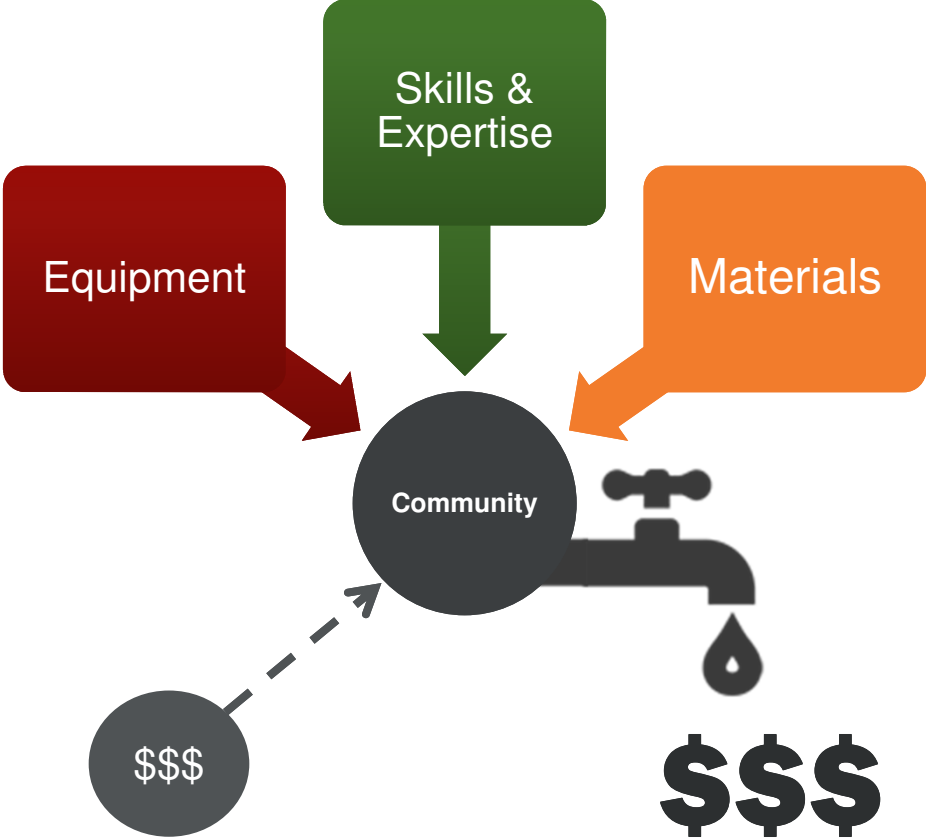 Skills &
Expertise
Equipment
Materials
Community
$$$
$$$